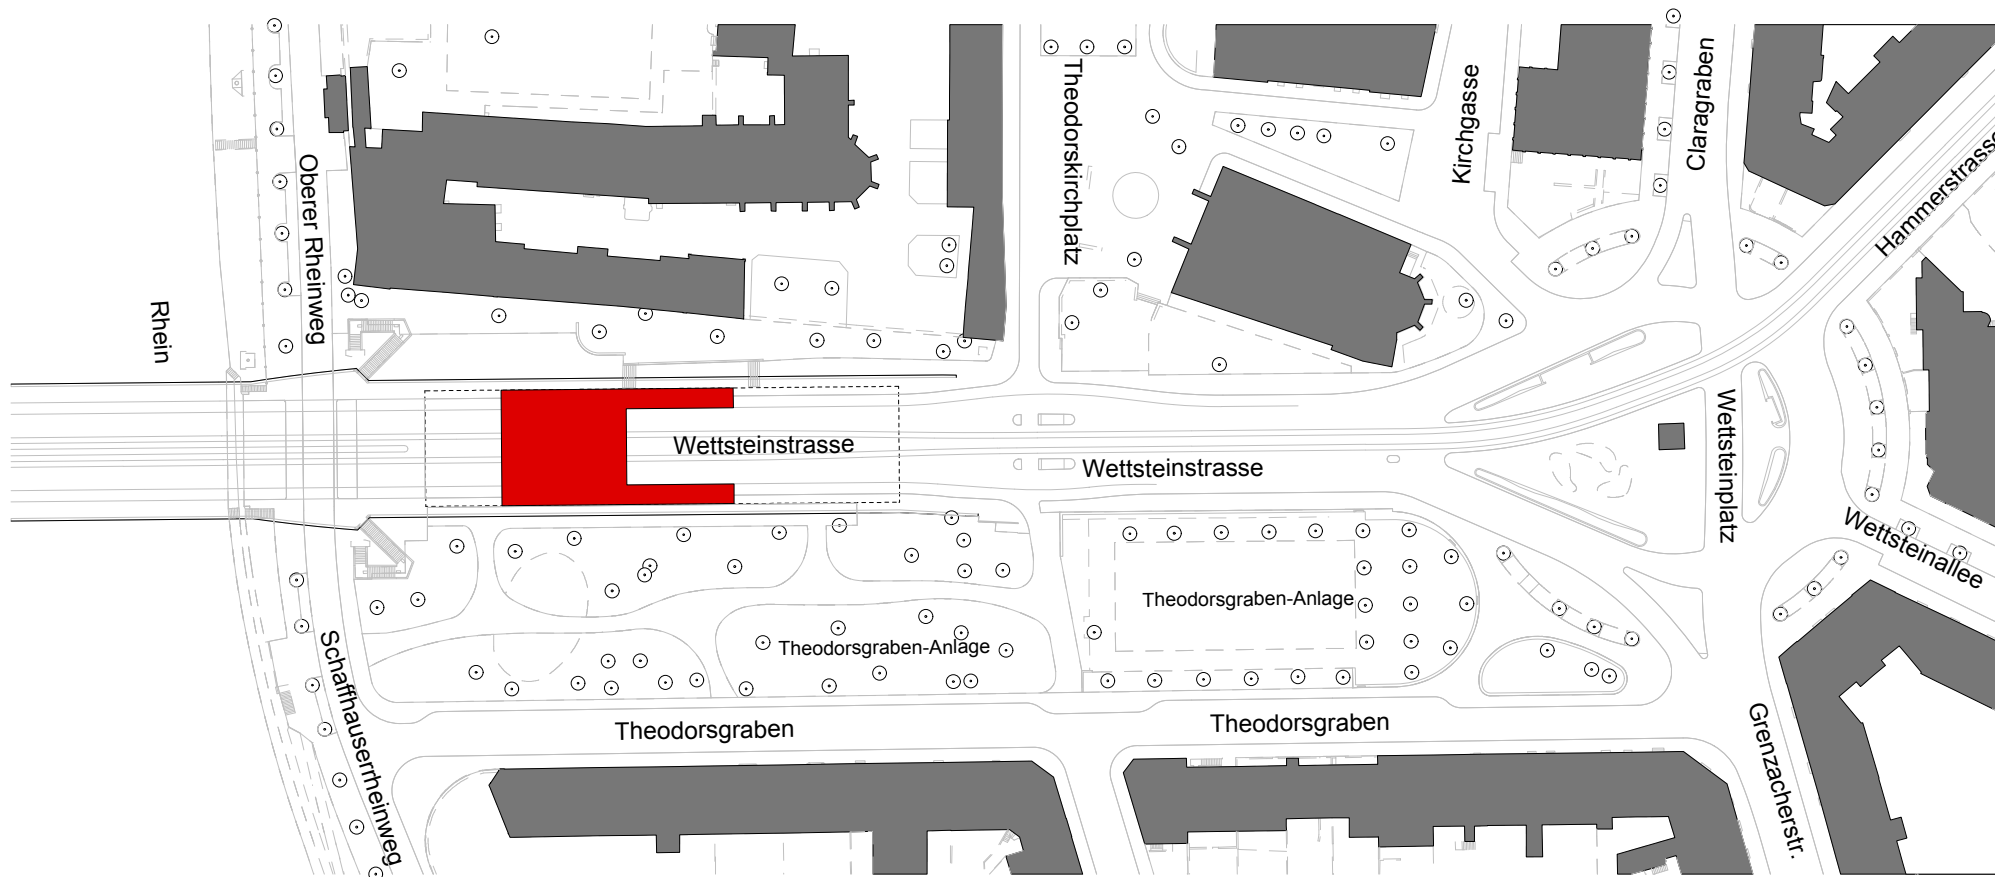 Rhein
Oberer Rheinweg
Theodorskirchplatz
Kirchgasse
Claragraben
Hammerstrasse
Wettsteinstrasse
Wettsteinstrasse
Wettsteinplatz
Wettsteinallee
Theodorsgraben-Anlage
Theodorsgraben-Anlage
Schaffhauserrheinweg
Theodorsgraben
Theodorsgraben
Grenzacherstr.